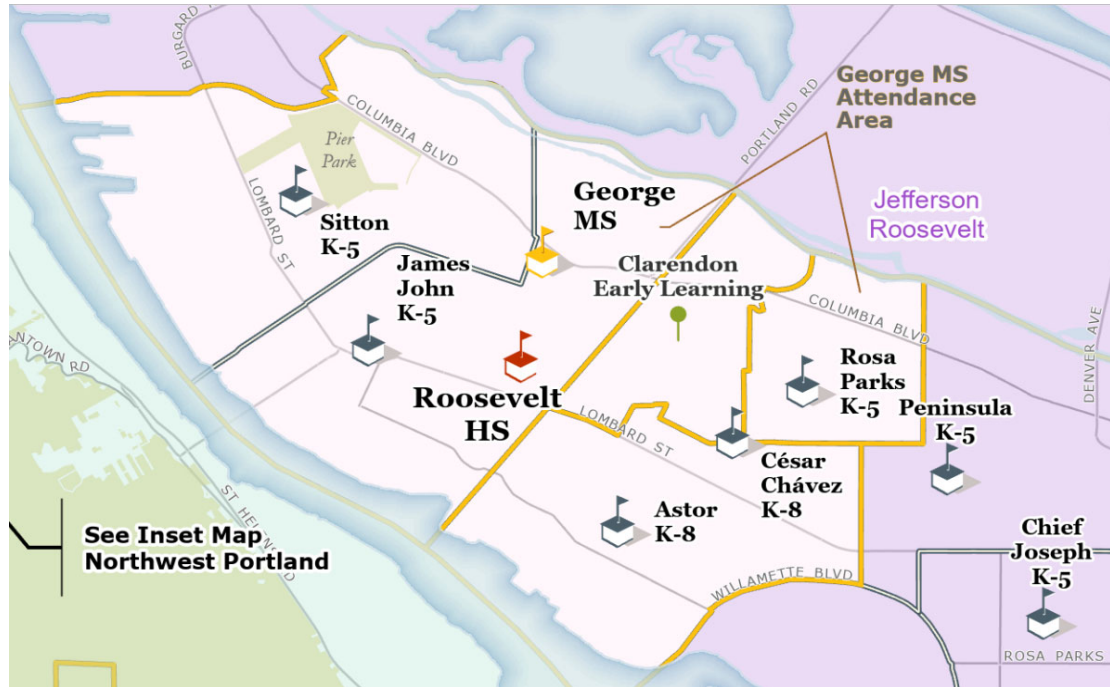 BURGARD
COLUMBIA BLVD
PORTLAND RD
George MS
Attendance
Area
Pier
Park
George
MS
Jefferson
Roosevelt
Sitton
K-5
LOMBARD ST
James
John
K-5
Clarendon
Early Learning
COLUMBIA BLVD
DENVER AVE
Rosa
Parks
K-5
Peninsula
K-5
Roosevelt
HS
LOMBARD ST
César
Chávez
K-8
NTOWN RD
ST HELENS RD
See Inset Map
Northwest Portland
Astor
K-8
WILLAMETTE BLVD
Chief
Joseph
K-5
ROSA PARKS